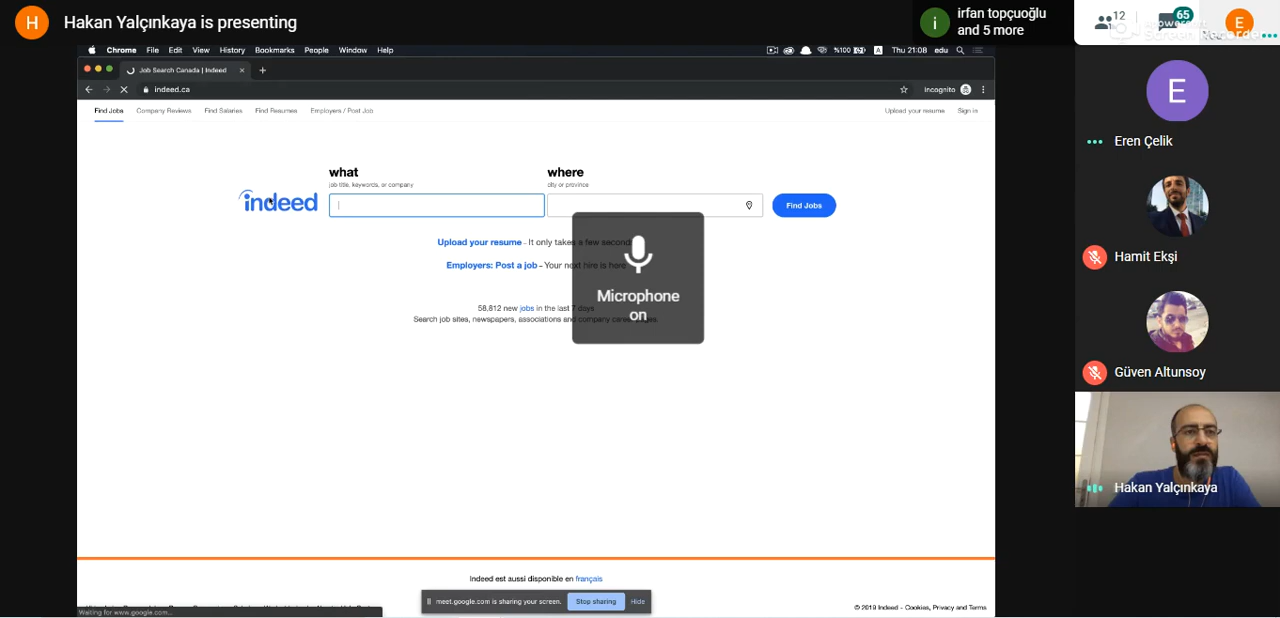 H
Hakan Yalçınkaya is presenting
i
irfan topçuoğlu
and 5 more
12
65
E
Chrome File Edit View History Bookmarks People Window Help
%100
A
Thu 21:08 edu
Job Search Canada | Indeed
indeed.ca
Incognito
Find Jobs
Company Reviews
Find Salaries
Find Resumes
Employers / Post Job
Upload your resume
Sign in
indeed
what
job title, keywords, or company
where
city or province
Find Jobs
Upload your resume - It only takes a few second
Employers: Post a job – Your next hire is here
58,812 new jobs in the last 7 days
Search job sites, newspapers, associations and company
Microphone
on
Indeed est aussi disponible en français
meet.google.com is sharing your screen.
Stop sharing
Hide
Waiting for www.google.com...
© 2019 Indeed - Cookies, Privacy and Terms
E
Eren Çelik
Hamit Ekşi
Güven Altunsoy
Hakan Yalçınkaya